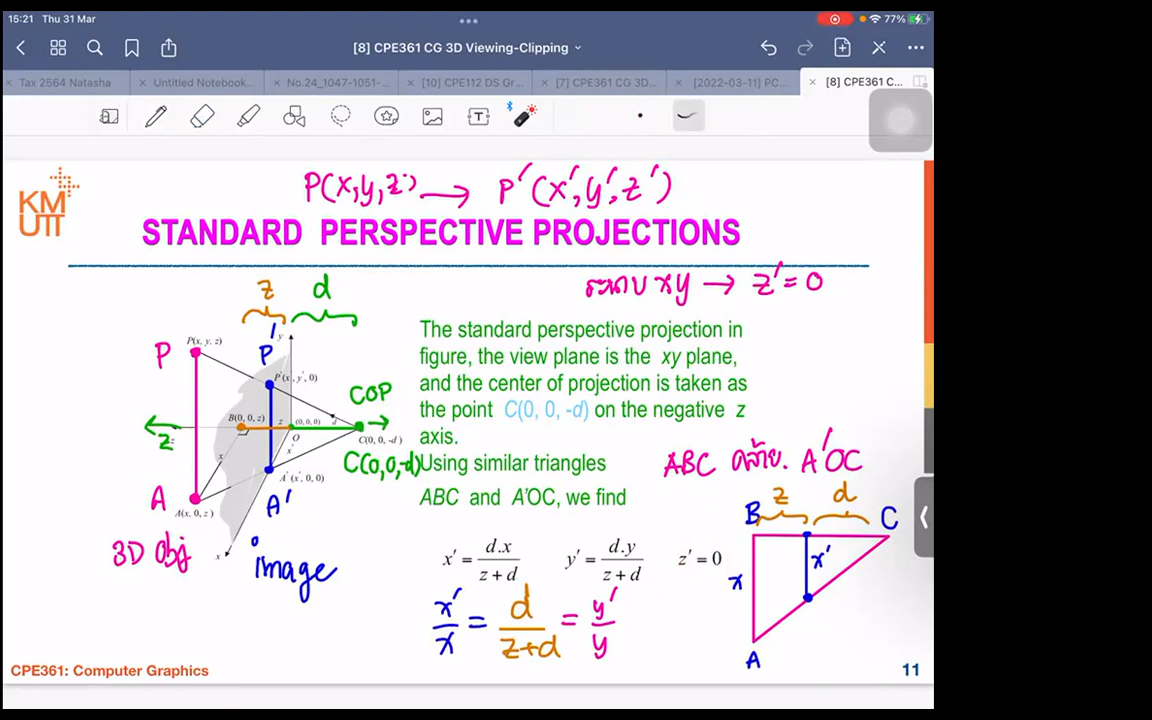 15:21 Thu 31 Mar
77%
[8] CPE361 CG 3D Viewing-Clipping
Tax 2564 Natasha
Untitled Notebook...
No.24_1047-1051-...
[10] CPE112 DS Gr...
[7] CPE361 CG 3D...
[2022-03-11] PC...
[8] CPE361 C...
P(x,y,z) → P′(x′,y′,z′)
KM
UTT
STANDARD PERSPECTIVE PROJECTIONS
ระนาบ xy → z′ = 0
z d
y
P(x, y, z)
P
P′
P′(x′, y′, 0)
COP
B(0, 0, z)
z
(0, 0, 0)
d
z
z
O
C(0, 0, -d)
x
x′
C(0,0,-d)
A′(x′, 0, 0)
A
A′
A(x, 0, z)
x
3D Obj
image
The standard perspective projection in
figure, the view plane is the xy plane,
and the center of projection is taken as
the point C(0, 0, -d) on the negative z
axis.
Using similar triangles
ABC and A'OC, we find
ABC คล้าย. A′OC
z d
B C
x
x′
A
x′ = d.x / z + d y′ = d.y / z + d z′ = 0
x′/x = d/z+d = y′/y
CPE361: Computer Graphics
11